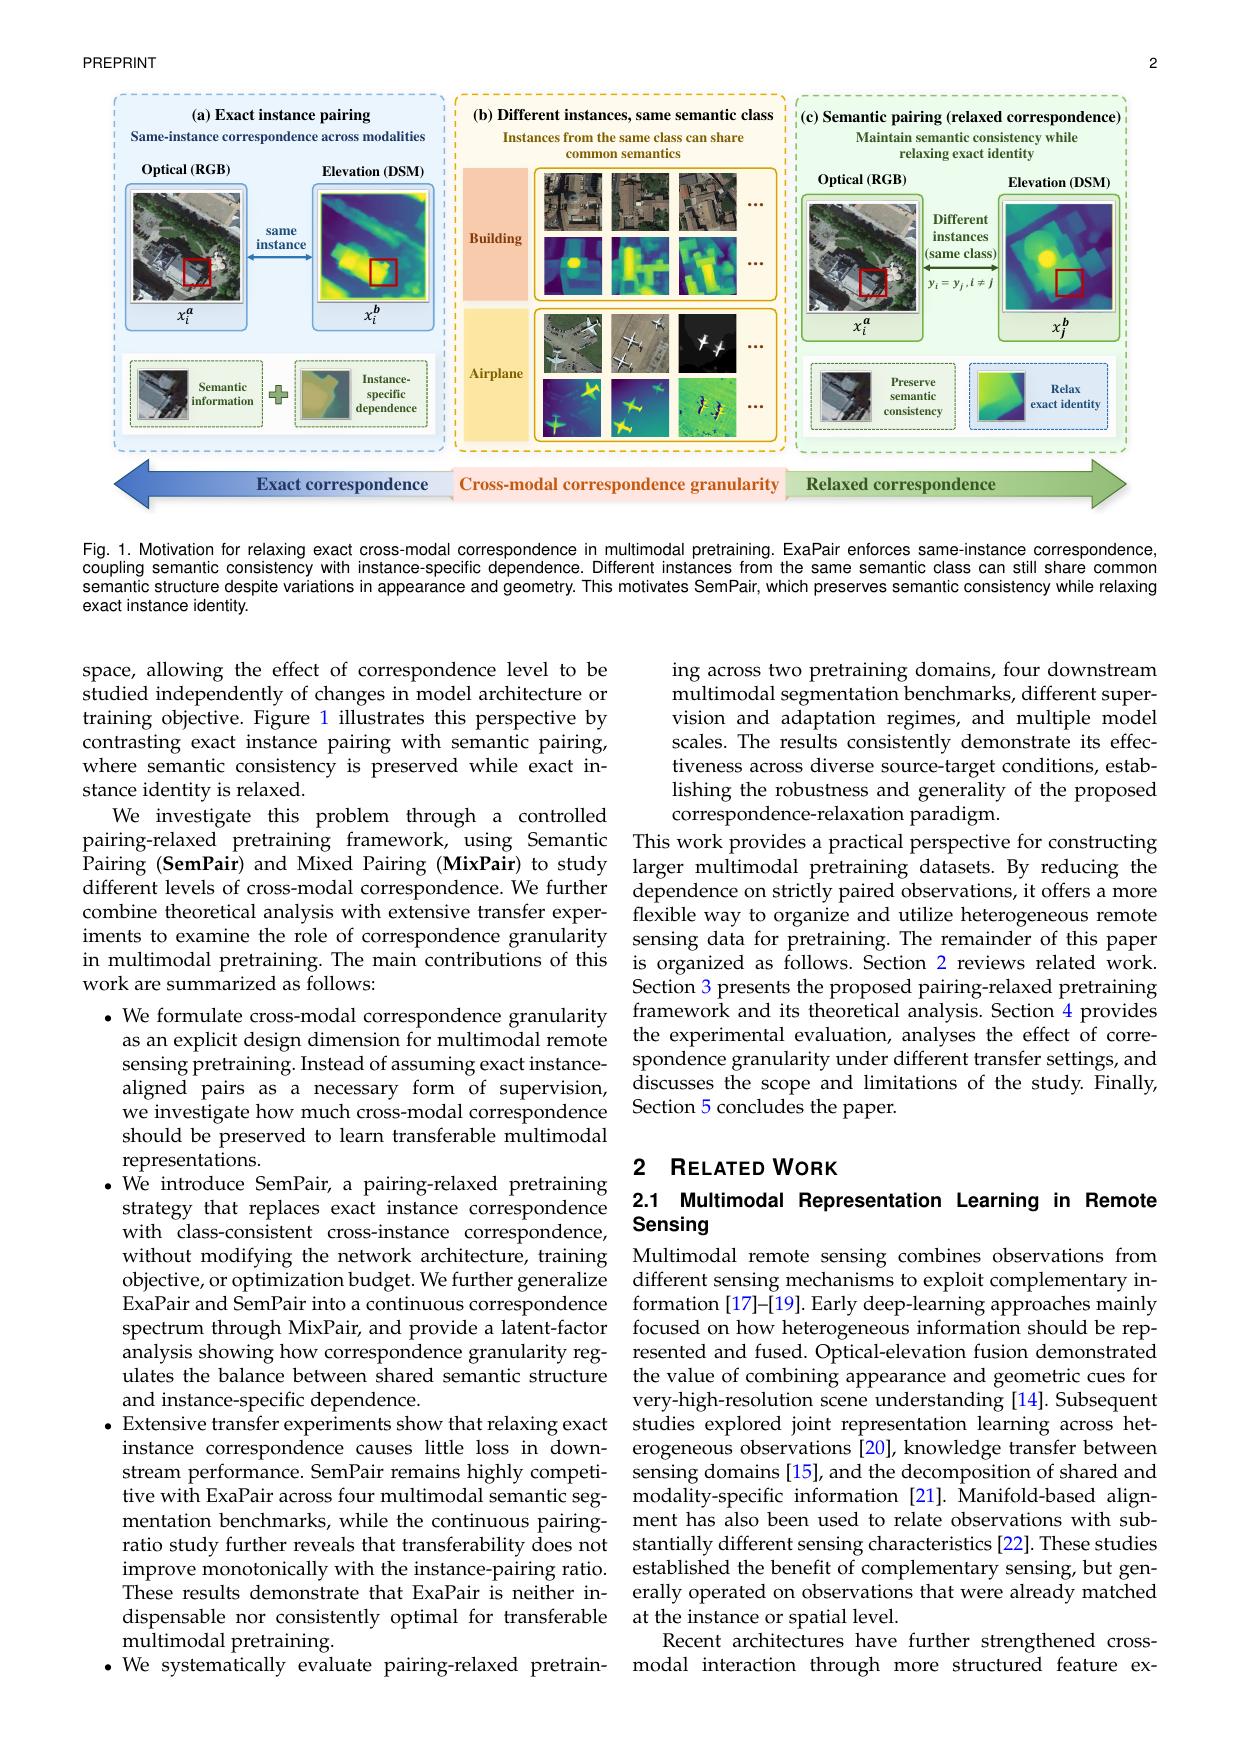 PREPRINT
2
(a) Exact instance pairing
Same-instance correspondence across modalities
Optical (RGB)
Elevation (DSM)
same
instance
x_i^a
x_i^b
Semantic
information
Instance-
specific
dependence
(b) Different instances, same semantic class
Instances from the same class can share
common semantics
Building
...
...
Airplane
...
...
(c) Semantic pairing (relaxed correspondence)
Maintain semantic consistency while
relaxing exact identity
Optical (RGB)
Elevation (DSM)
Different
instances
(same class)
y_i = y_j, i ≠ j
x_i^a
x_j^b
Preserve
semantic
consistency
Relax
exact identity
Exact correspondence
Cross-modal correspondence granularity
Relaxed correspondence
Fig. 1. Motivation for relaxing exact cross-modal correspondence in multimodal pretraining. ExaPair enforces same-instance correspondence,
coupling semantic consistency with instance-specific dependence. Different instances from the same semantic class can still share common
semantic structure despite variations in appearance and geometry. This motivates SemPair, which preserves semantic consistency while relaxing
exact instance identity.
space, allowing the effect of correspondence level to be
studied independently of changes in model architecture or
training objective. Figure 1 illustrates this perspective by
contrasting exact instance pairing with semantic pairing,
where semantic consistency is preserved while exact in-
stance identity is relaxed.
We investigate this problem through a controlled
pairing-relaxed pretraining framework, using Semantic
Pairing (SemPair) and Mixed Pairing (MixPair) to study
different levels of cross-modal correspondence. We further
combine theoretical analysis with extensive transfer exper-
iments to examine the role of correspondence granularity
in multimodal pretraining. The main contributions of this
work are summarized as follows:
• We formulate cross-modal correspondence granularity
as an explicit design dimension for multimodal remote
sensing pretraining. Instead of assuming exact instance-
aligned pairs as a necessary form of supervision,
we investigate how much cross-modal correspondence
should be preserved to learn transferable multimodal
representations.
• We introduce SemPair, a pairing-relaxed pretraining
strategy that replaces exact instance correspondence
with class-consistent cross-instance correspondence,
without modifying the network architecture, training
objective, or optimization budget. We further generalize
ExaPair and SemPair into a continuous correspondence
spectrum through MixPair, and provide a latent-factor
analysis showing how correspondence granularity reg-
ulates the balance between shared semantic structure
and instance-specific dependence.
• Extensive transfer experiments show that relaxing exact
instance correspondence causes little loss in down-
stream performance. SemPair remains highly competi-
tive with ExaPair across four multimodal semantic seg-
mentation benchmarks, while the continuous pairing-
ratio study further reveals that transferability does not
improve monotonically with the instance-pairing ratio.
These results demonstrate that ExaPair is neither in-
dispensable nor consistently optimal for transferable
multimodal pretraining.
• We systematically evaluate pairing-relaxed pretrain-
ing across two pretraining domains, four downstream
multimodal segmentation benchmarks, different super-
vision and adaptation regimes, and multiple model
scales. The results consistently demonstrate its effec-
tiveness across diverse source-target conditions, estab-
lishing the robustness and generality of the proposed
correspondence-relaxation paradigm.
This work provides a practical perspective for constructing
larger multimodal pretraining datasets. By reducing the
dependence on strictly paired observations, it offers a more
flexible way to organize and utilize heterogeneous remote
sensing data for pretraining. The remainder of this paper
is organized as follows. Section 2 reviews related work.
Section 3 presents the proposed pairing-relaxed pretraining
framework and its theoretical analysis. Section 4 provides
the experimental evaluation, analyses the effect of corre-
spondence granularity under different transfer settings, and
discusses the scope and limitations of the study. Finally,
Section 5 concludes the paper.
2 RELATED WORK
2.1 Multimodal Representation Learning in Remote
Sensing
Multimodal remote sensing combines observations from
different sensing mechanisms to exploit complementary in-
formation [17]–[19]. Early deep-learning approaches mainly
focused on how heterogeneous information should be rep-
resented and fused. Optical-elevation fusion demonstrated
the value of combining appearance and geometric cues for
very-high-resolution scene understanding [14]. Subsequent
studies explored joint representation learning across het-
erogeneous observations [20], knowledge transfer between
sensing domains [15], and the decomposition of shared and
modality-specific information [21]. Manifold-based align-
ment has also been used to relate observations with sub-
stantially different sensing characteristics [22]. These studies
established the benefit of complementary sensing, but gen-
erally operated on observations that were already matched
at the instance or spatial level.
Recent architectures have further strengthened cross-
modal interaction through more structured feature ex-